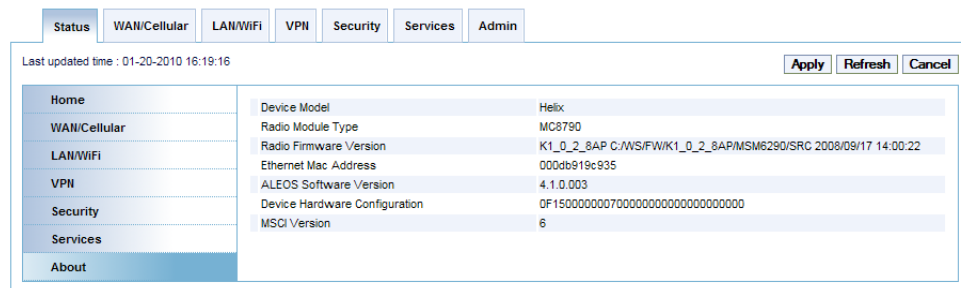 Status WAN/Cellular LAN/WiFi VPN Security Services Admin
Last updated time : 01-20-2010 16:19:16
Apply Refresh Cancel
Home
WAN/Cellular
LAN/WiFi
VPN
Security
Services
About
Device Model Helix
Radio Module Type MC8790
Radio Firmware Version K1_0_2_8AP C:/WS/FW/K1_0_2_8AP/MSM6290/SRC 2008/09/17 14:00:22
Ethernet Mac Address 000db919c935
ALEOS Software Version 4.1.0.003
Device Hardware Configuration 0F150000000700000000000000000000
MSCI Version 6